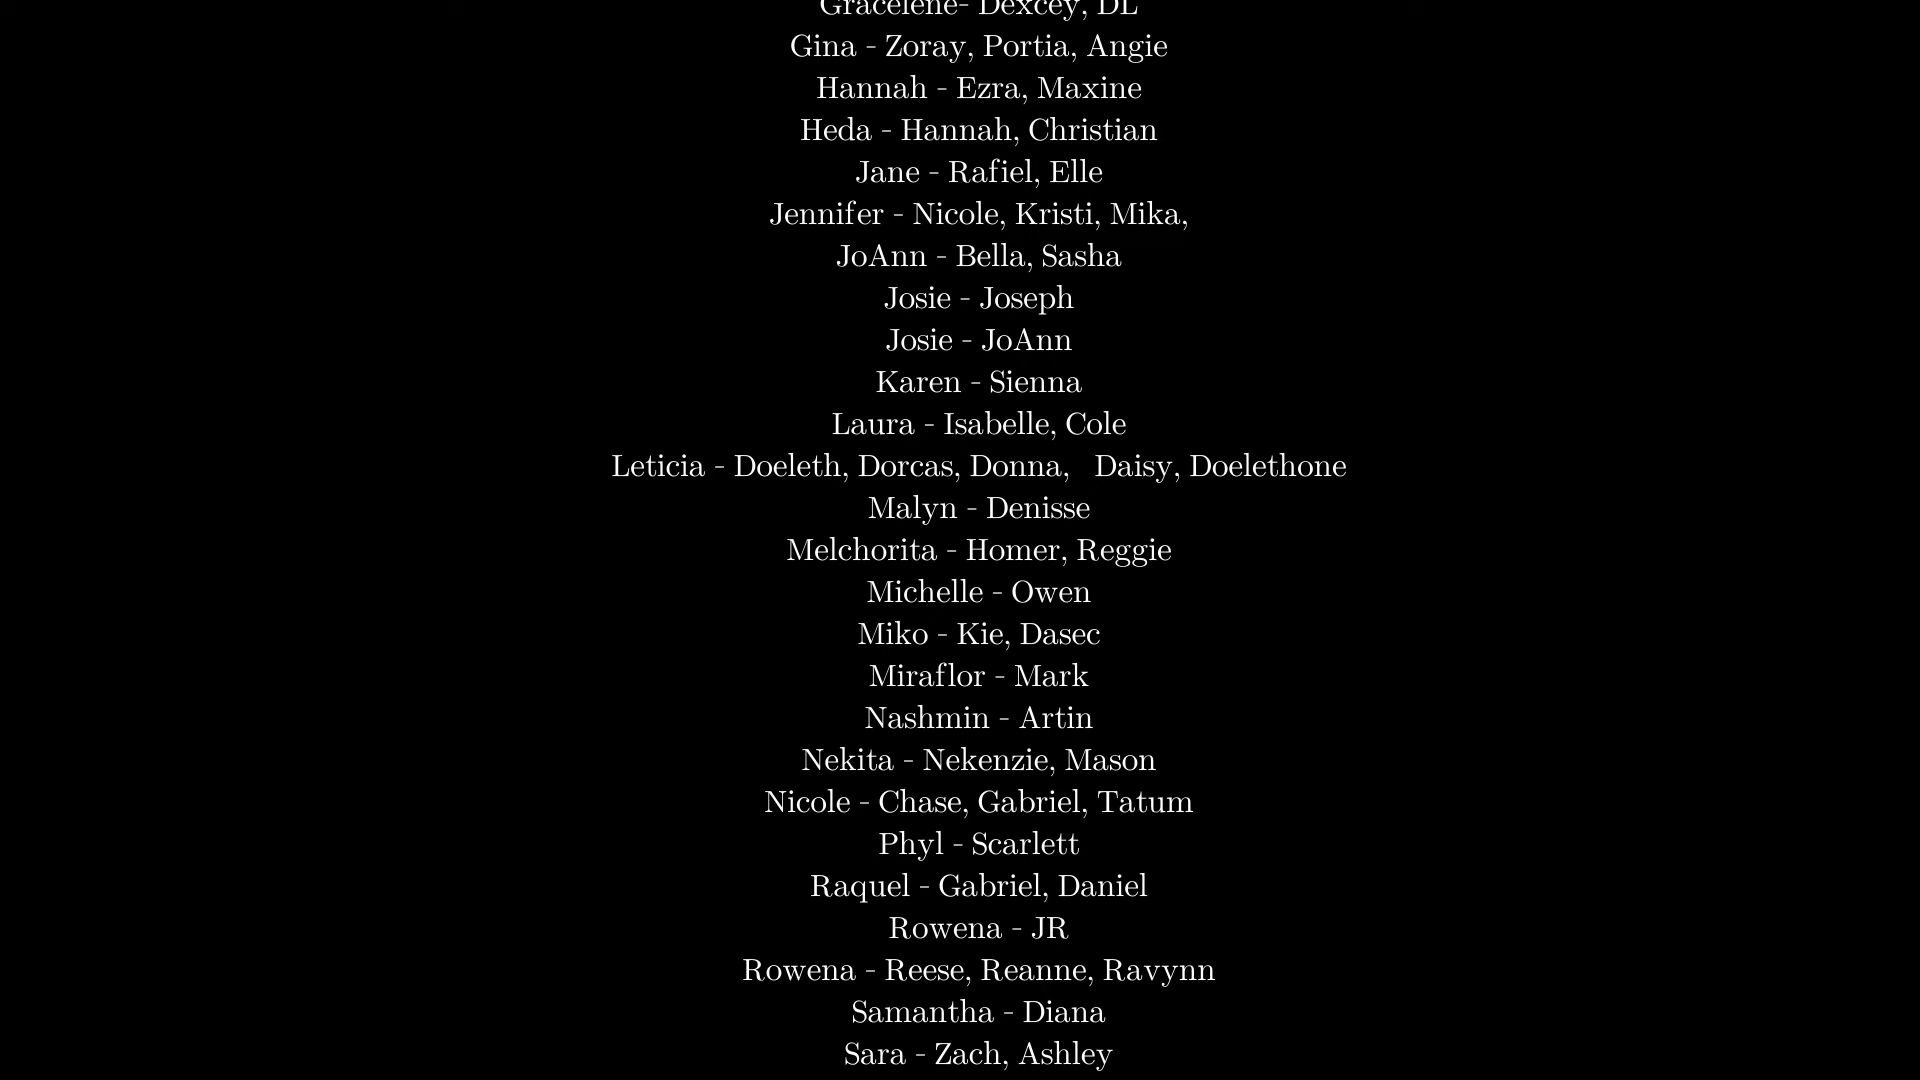 Gracelene- Dexcey, DL
Gina - Zoray, Portia, Angie
Hannah - Ezra, Maxine
Heda - Hannah, Christian
Jane - Rafiel, Elle
Jennifer - Nicole, Kristi, Mika,
JoAnn - Bella, Sasha
Josie - Joseph
Josie - JoAnn
Karen - Sienna
Laura - Isabelle, Cole
Leticia - Doeleth, Dorcas, Donna,   Daisy, Doelethone
Malyn - Denisse
Melchorita - Homer, Reggie
Michelle - Owen
Miko - Kie, Dasec
Miraflor - Mark
Nashmin - Artin
Nekita - Nekenzie, Mason
Nicole - Chase, Gabriel, Tatum
Phyl - Scarlett
Raquel - Gabriel, Daniel
Rowena - JR
Rowena - Reese, Reanne, Ravynn
Samantha - Diana
Sara - Zach, Ashley